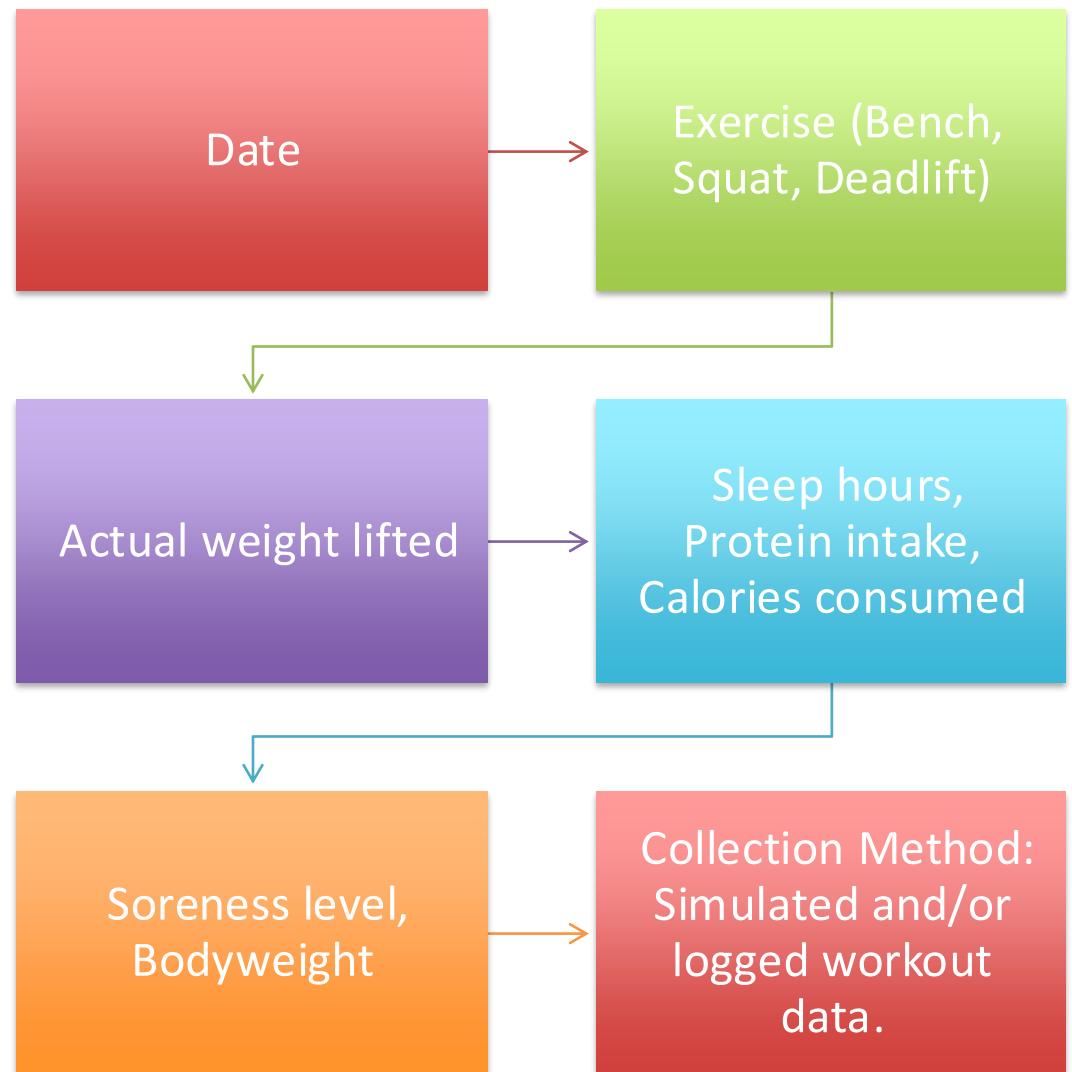 Date
Exercise (Bench,
Squat, Deadlift)
Actual weight lifted
Sleep hours,
Protein intake,
Calories consumed
Soreness level,
Bodyweight
Collection Method:
Simulated and/or
logged workout
data.